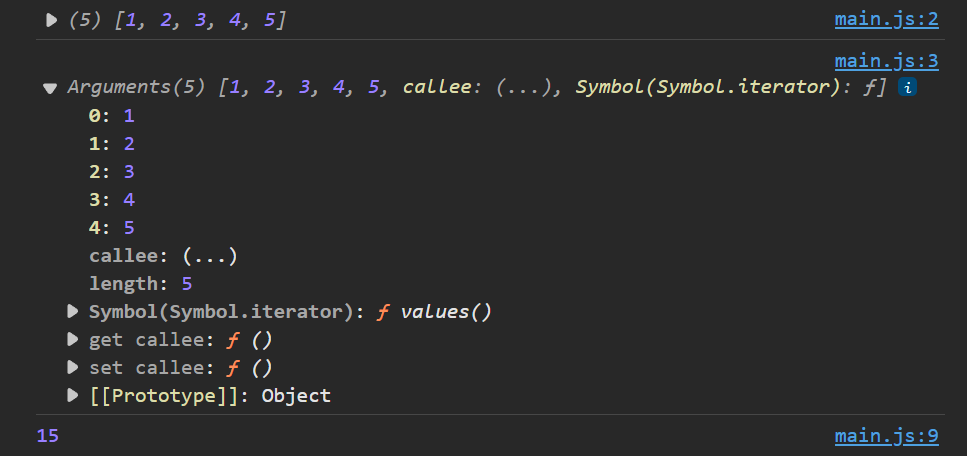 (5) [1, 2, 3, 4, 5] main.js:2
main.js:3
Arguments(5) [1, 2, 3, 4, 5, callee: (...), Symbol(Symbol.iterator): ƒ] i
0: 1
1: 2
2: 3
3: 4
4: 5
callee: (...)
length: 5
Symbol(Symbol.iterator): ƒ values()
get callee: ƒ ()
set callee: ƒ ()
[[Prototype]]: Object
15 main.js:9